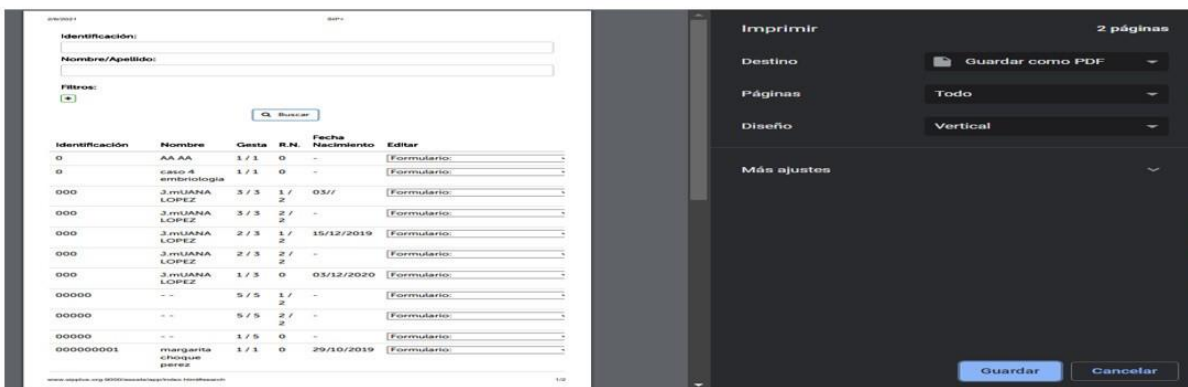 2/6/2021 SIP+
Identificación:
Nombre/Apellido:
Filtros:
+
Buscar
Identificación Nombre Gesta R.N. Fecha Nacimiento Editar
0 AA AA 1 / 1 0 - Formulario:
0 caso 4 embriologia 1 / 1 0 - Formulario:
000 J.mUANA LOPEZ 3 / 3 1 / 2 03// Formulario:
000 J.mUANA LOPEZ 3 / 3 2 / 2 - Formulario:
000 J.mUANA LOPEZ 2 / 3 1 / 2 15/12/2019 Formulario:
000 J.mUANA LOPEZ 2 / 3 2 / 2 - Formulario:
000 J.mUANA LOPEZ 1 / 3 0 03/12/2020 Formulario:
00000 - - 5 / 5 1 / 2 - Formulario:
00000 - - 5 / 5 2 / 2 - Formulario:
00000 - - 1 / 5 0 - Formulario:
000000001 margarita choque perez 1 / 1 0 29/10/2019 Formulario:
1/2
Imprimir 2 páginas
Destino Guardar como PDF
Páginas Todo
Diseño Vertical
Más ajustes
Guardar Cancelar